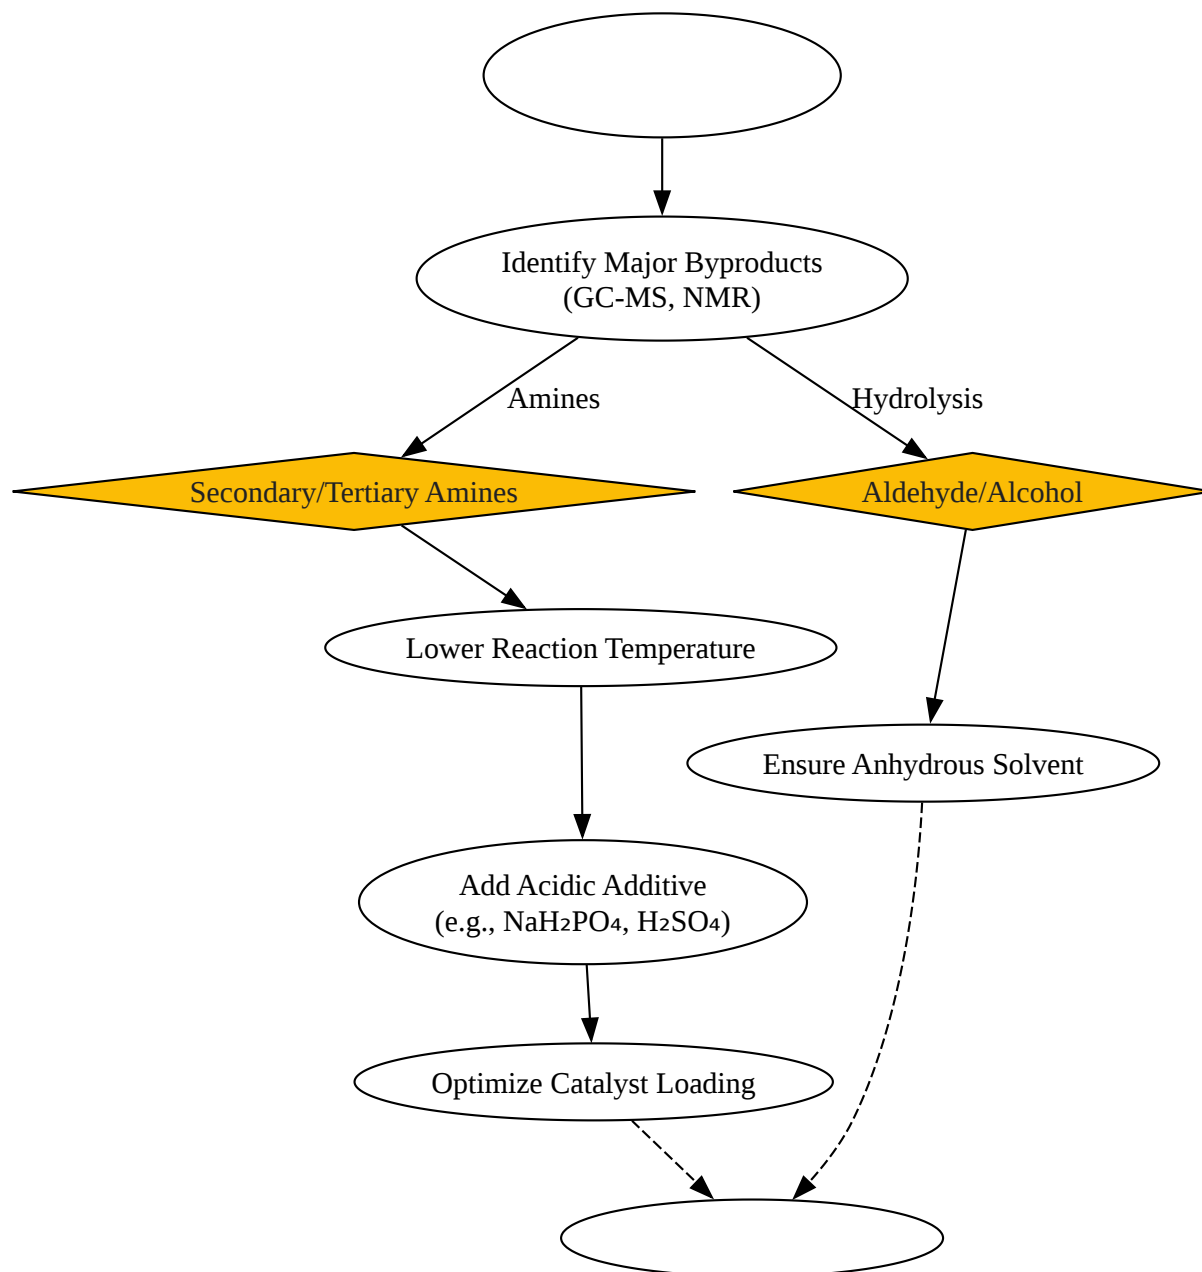 Identify Major Byproducts
(GC-MS, NMR)
Amines
Hydrolysis
Secondary/Tertiary Amines
Aldehyde/Alcohol
Lower Reaction Temperature
Ensure Anhydrous Solvent
Add Acidic Additive
(e.g., NaH₂PO₄, H₂SO₄)
Optimize Catalyst Loading